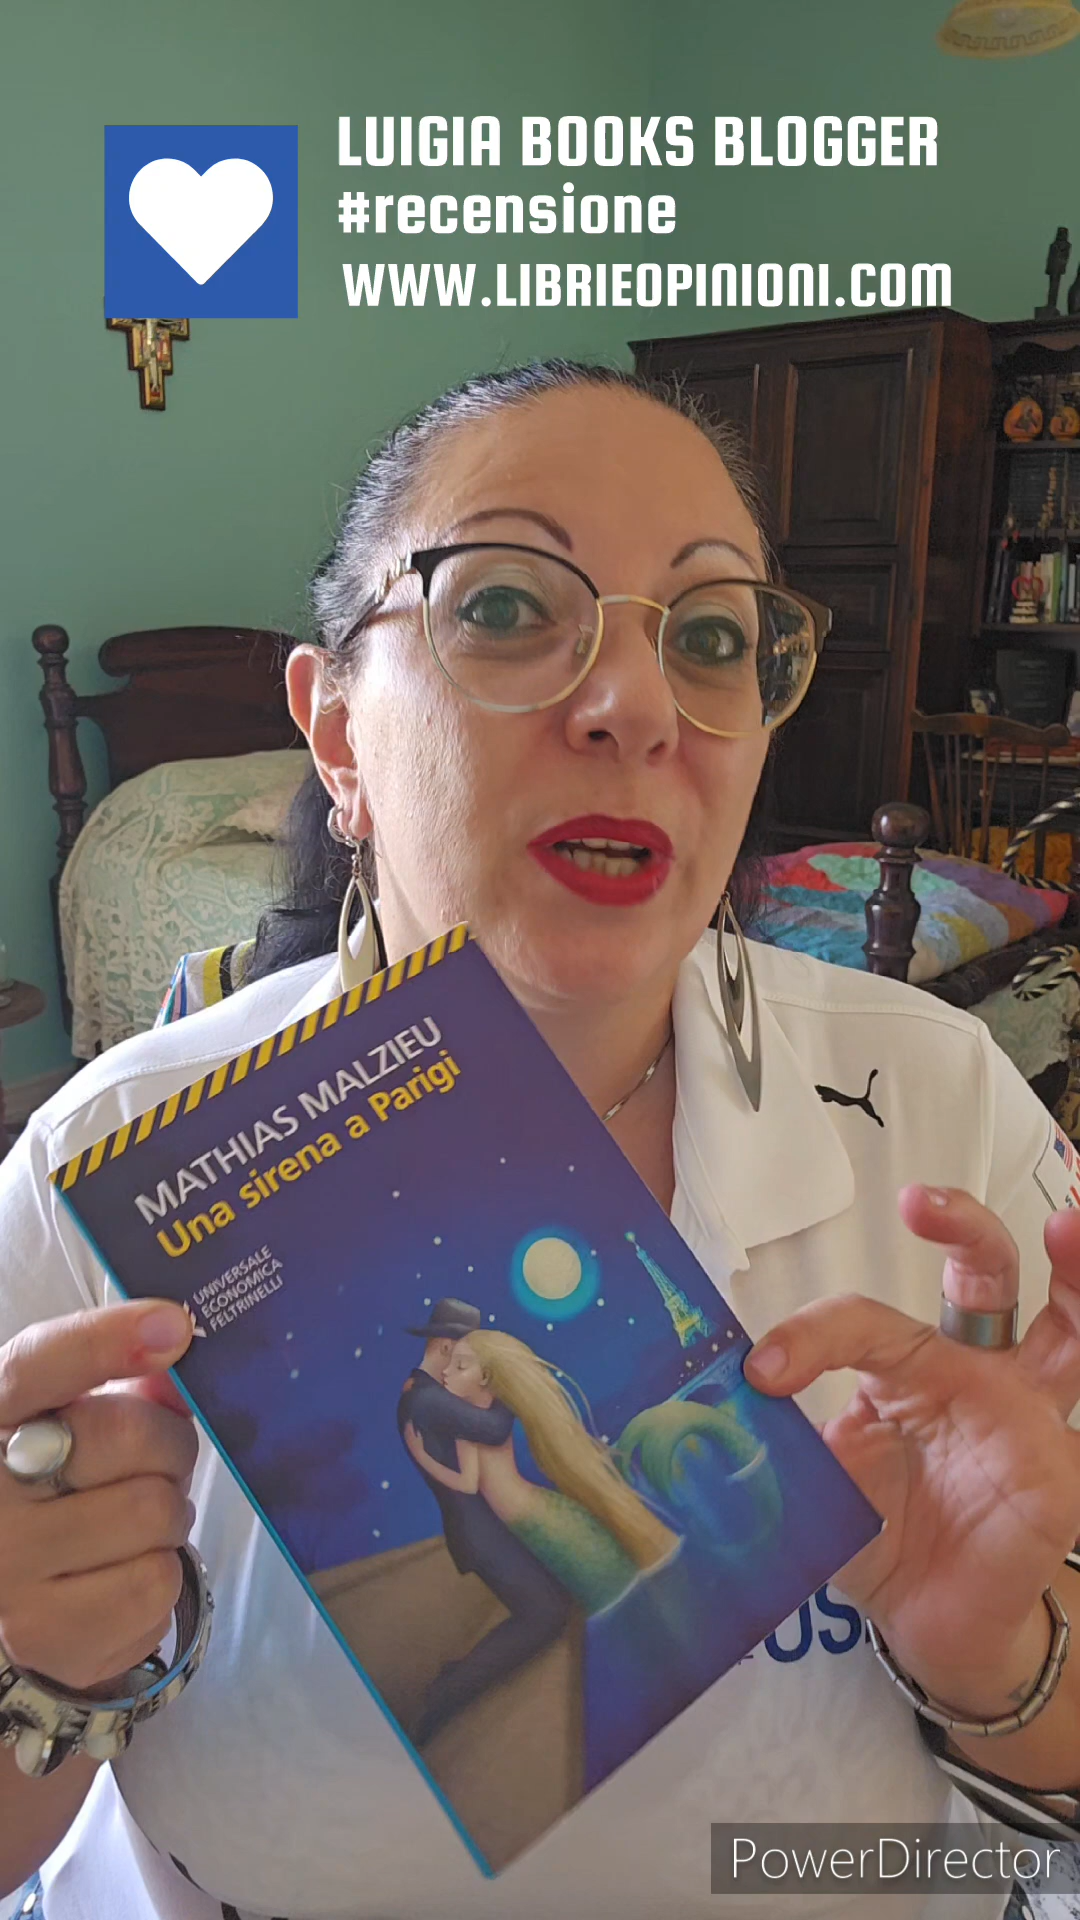 LUIGIA BOOKS BLOGGER
#recensione
WWW.LIBRIEOPINIONI.COM
MATHIAS MALZIEU
Una sirena a Parigi
UNIVERSALE
ECONOMICA
FELTRINELLI
PowerDirector